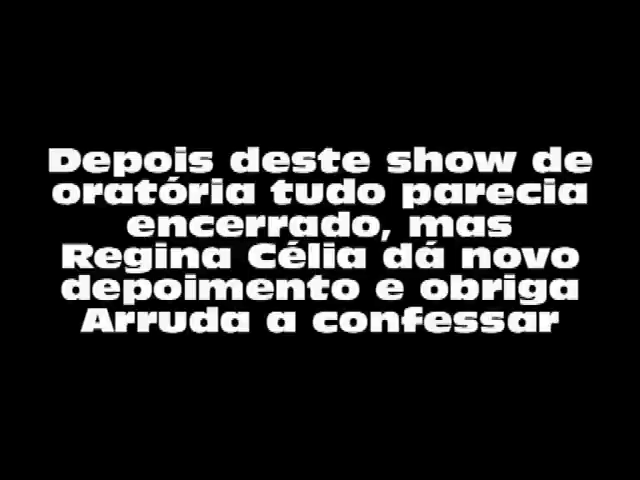 Depois deste show de
oratória tudo parecia
encerrado, mas
Regina Célia dá novo
depoimento e obriga
Arruda a confessar